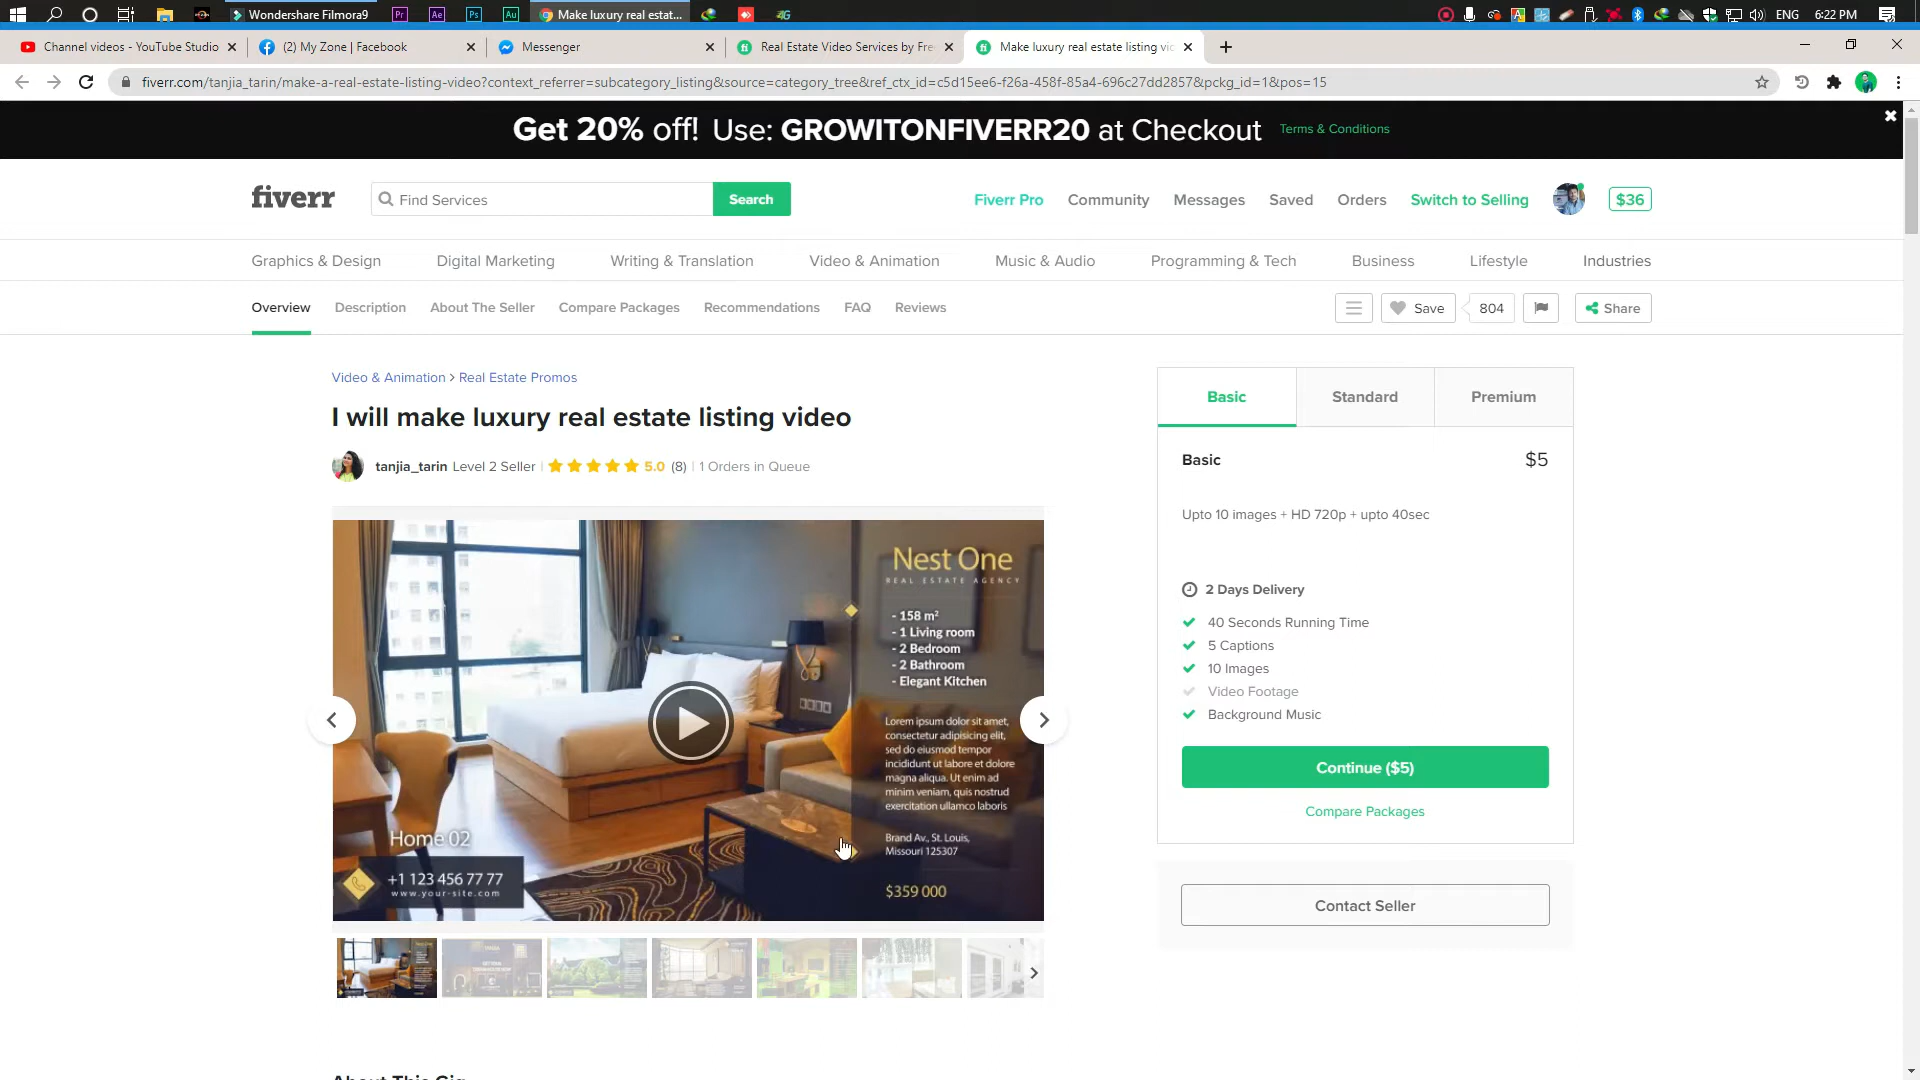 Wondershare Filmora9
Pr
Ae
Ps
Au
Make luxury real estat...
4G
ENG
6:22 PM
Channel videos - YouTube Studio
(2) My Zone | Facebook
Messenger
Real Estate Video Services by Fre
Make luxury real estate listing vic
fiverr.com/tanjia_tarin/make-a-real-estate-listing-video?context_referrer=subcategory_listing&source=category_tree&ref_ctx_id=c5d15ee6-f26a-458f-85a4-696c27dd2857&pckg_id=1&pos=15
Get 20% off! Use: GROWITONFIVERR20 at Checkout
Terms & Conditions
fiverr
Find Services
Search
Fiverr Pro
Community
Messages
Saved
Orders
Switch to Selling
$36
Graphics & Design
Digital Marketing
Writing & Translation
Video & Animation
Music & Audio
Programming & Tech
Business
Lifestyle
Industries
Overview
Description
About The Seller
Compare Packages
Recommendations
FAQ
Reviews
Save
804
Share
Video & Animation > Real Estate Promos
I will make luxury real estate listing video
tanjia_tarin Level 2 Seller | 5.0 (8) | 1 Orders in Queue
Nest One
REAL ESTATE AGENCY
- 158 m²
- 1 Living room
- 2 Bedroom
- 2 Bathroom
- Elegant Kitchen
Lorem ipsum dolor sit amet,
consectetur adipisicing elit,
sed do eiusmod tempor
incididunt ut labore et dolore
magna aliqua. Ut enim ad
minim veniam, quis nostrud
exercitation ullamco laboris
Brand Av., St. Louis,
Missouri 125307
$359 000
Home 02
+1 123 456 77 77
www.your-site.com
Basic
Standard
Premium
Basic
$5
Upto 10 images + HD 720p + upto 40sec
2 Days Delivery
40 Seconds Running Time
5 Captions
10 Images
Video Footage
Background Music
Continue ($5)
Compare Packages
Contact Seller
About This Gig